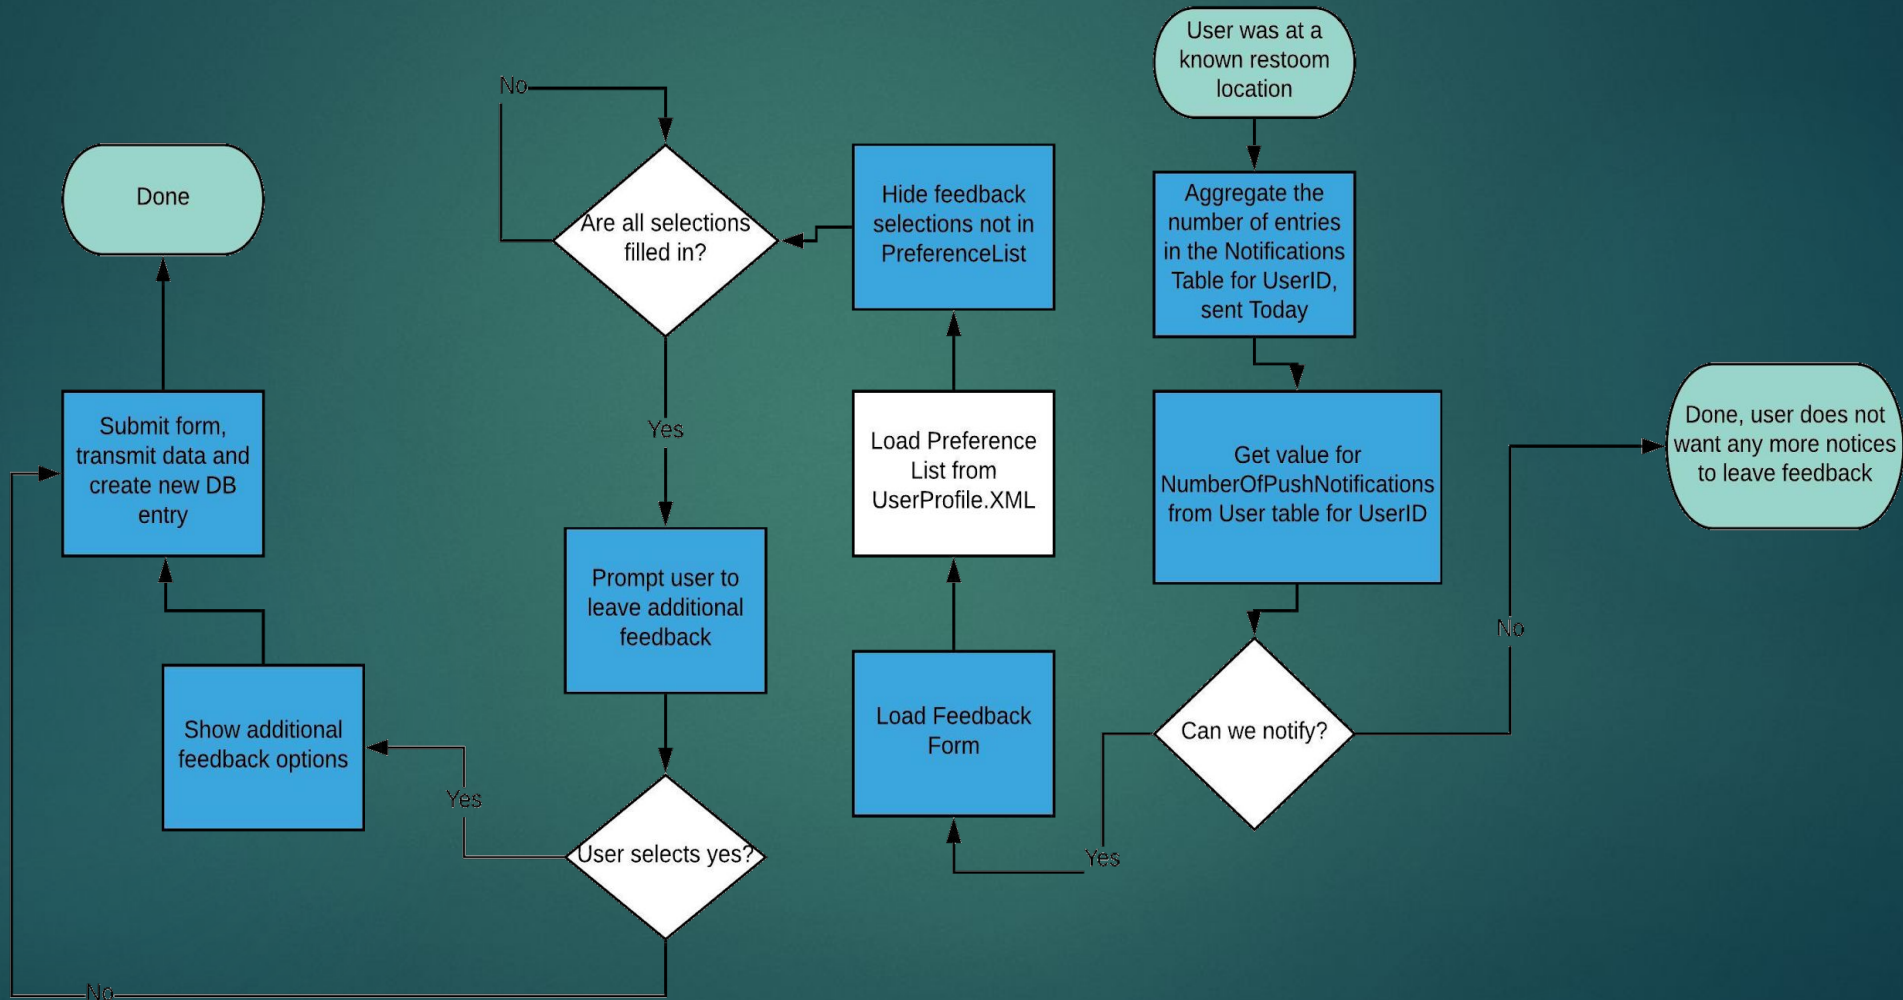 User was at a
known restoom
location
Aggregate the
number of entries
in the Notifications
Table for UserID,
sent Today
Get value for
NumberOfPushNotifications
from User table for UserID
Can we notify?
No
Done, user does not
want any more notices
to leave feedback
Yes
Load Feedback
Form
Load Preference
List from
UserProfile.XML
Hide feedback
selections not in
PreferenceList
Are all selections
filled in?
No
Yes
Prompt user to
leave additional
feedback
User selects yes?
Yes
Show additional
feedback options
No
Submit form,
transmit data and
create new DB
entry
Done